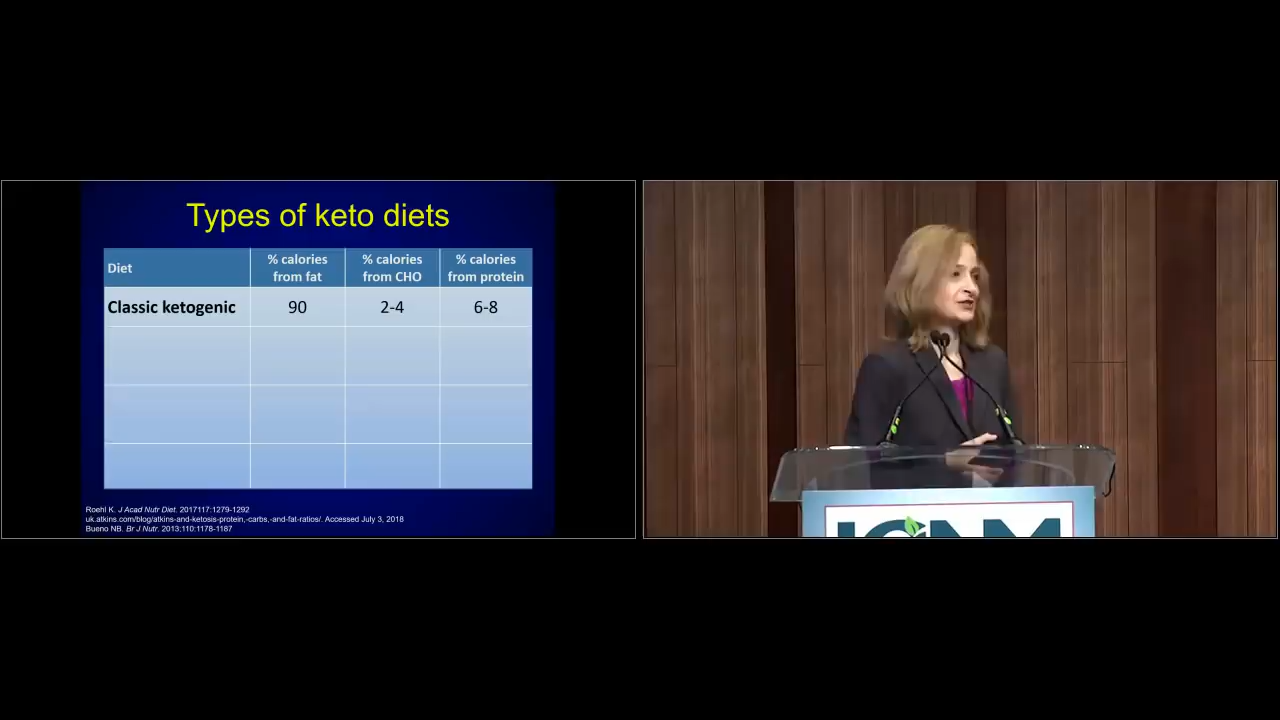 Types of keto diets
Diet
% calories
from fat
% calories
from CHO
% calories
from protein
Classic ketogenic
90
2-4
6-8
Roehl K. J Acad Nutr Diet. 2017117:1279-1292
uk.atkins.com/blog/atkins-and-ketosis-protein,-carbs,-and-fat-ratios/. Accessed July 3, 2018
Bueno NB. Br J Nutr. 2013;110:1178-1187
ICNM